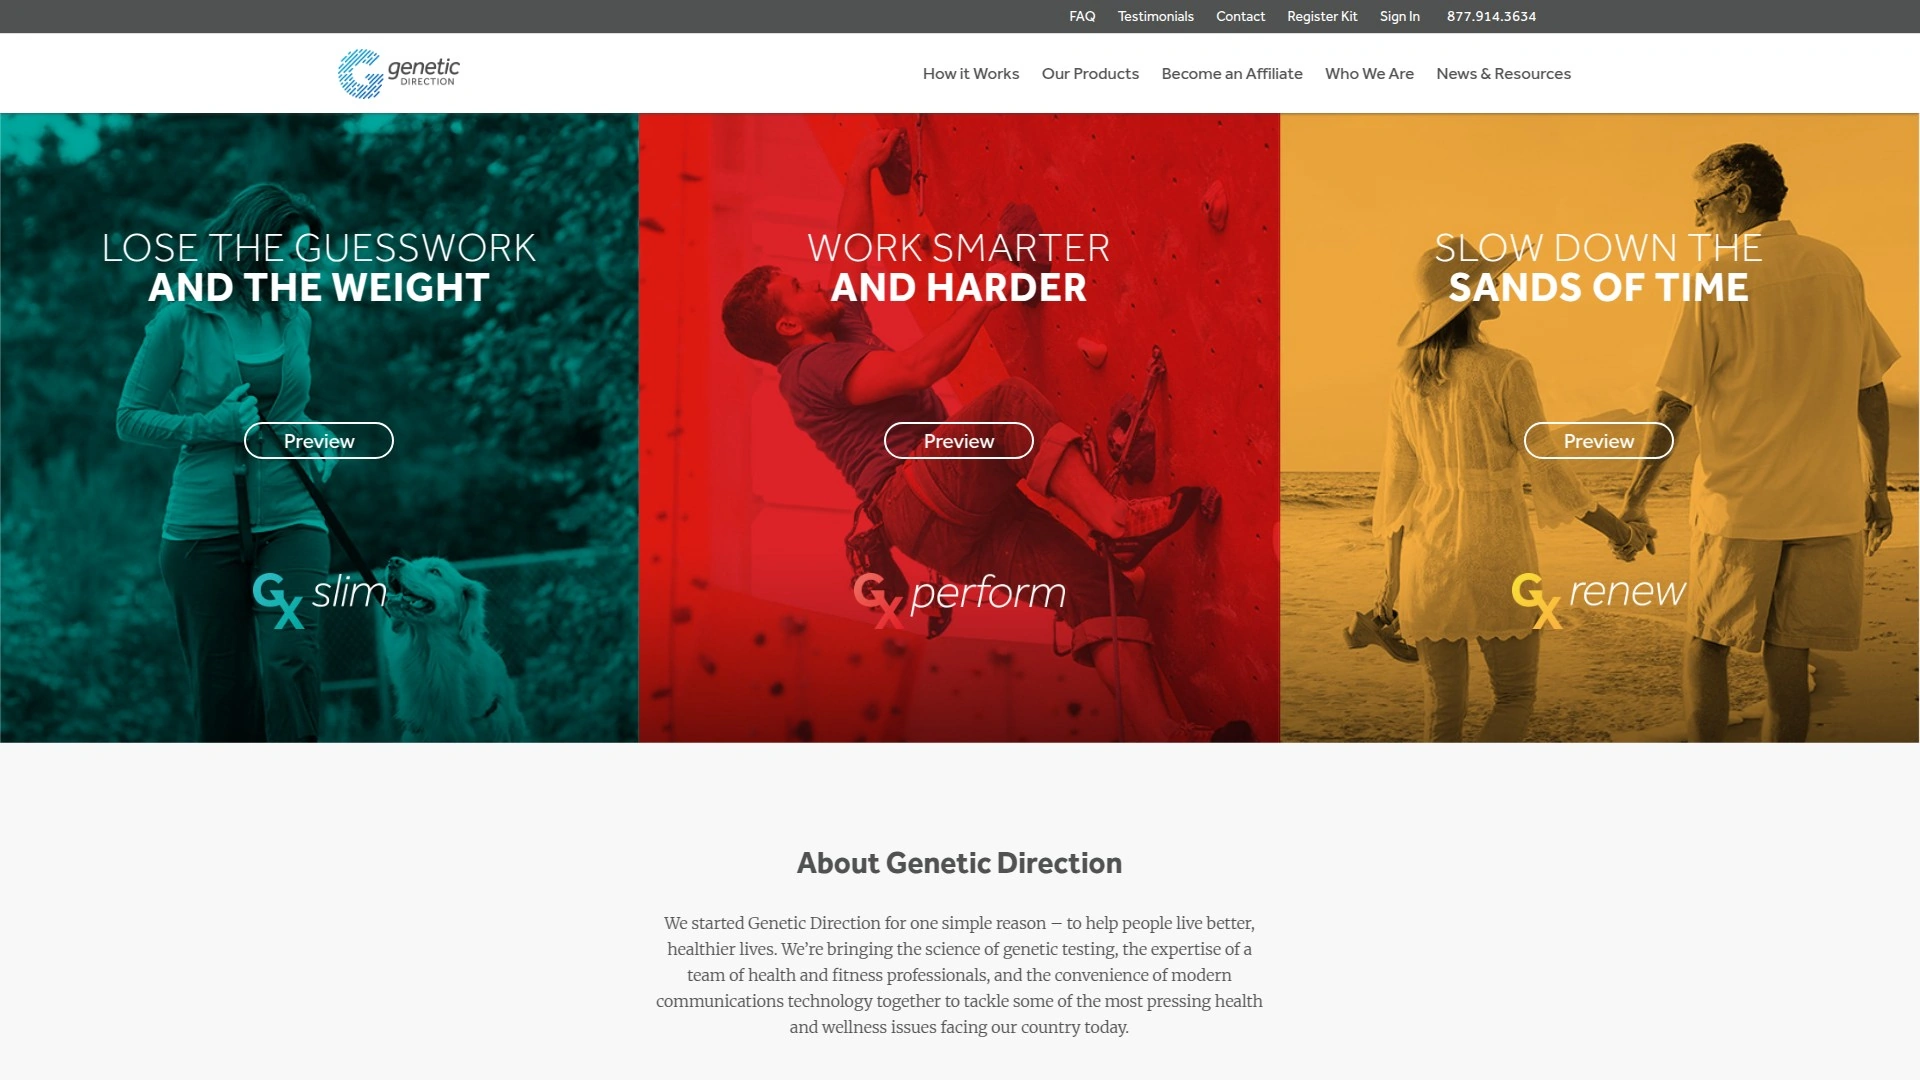 FAQ Testimonials Contact Register Kit Sign In 877.914.3634
genetic
DIRECTION
How it Works Our Products Become an Affiliate Who We Are News & Resources
LOSE THE GUESSWORK
AND THE WEIGHT
Preview
Gx slim
WORK SMARTER
AND HARDER
Preview
Gx perform
SLOW DOWN THE
SANDS OF TIME
Preview
Gx renew
About Genetic Direction
We started Genetic Direction for one simple reason – to help people live better,
healthier lives. We’re bringing the science of genetic testing, the expertise of a
team of health and fitness professionals, and the convenience of modern
communications technology together to tackle some of the most pressing health
and wellness issues facing our country today.